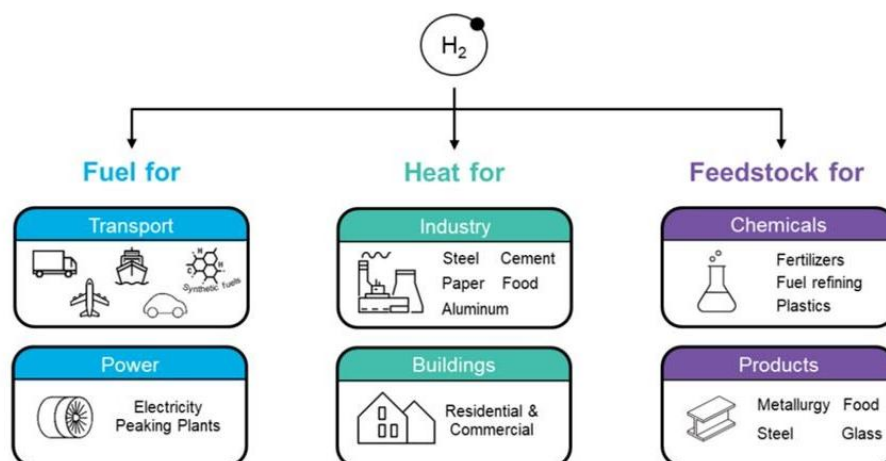 H2
Fuel for
Heat for
Feedstock for
Transport
C
H
H
Synthetic fuels
Industry
Steel Cement
Paper Food
Aluminum
Chemicals
Fertilizers
Fuel refining
Plastics
Power
Electricity
Peaking Plants
Buildings
Residential &
Commercial
Products
Metallurgy Food
Steel Glass